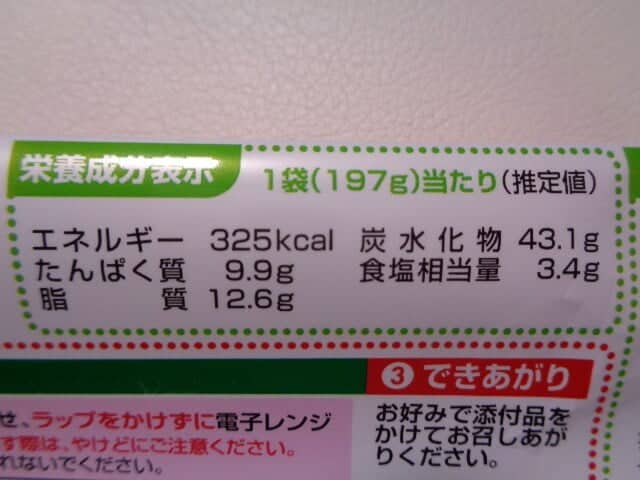 栄養成分表示 1袋(197g)当たり(推定値)
エネルギー 325kcal 炭水化物 43.1g
たんぱく質 9.9g 食塩相当量 3.4g
脂質 12.6g
③できあがり
お好みで添付品を
かけてお召しあが
りください。
せ、ラップをかけずに電子レンジ
す際は、やけどにご注意ください。
れないでください。